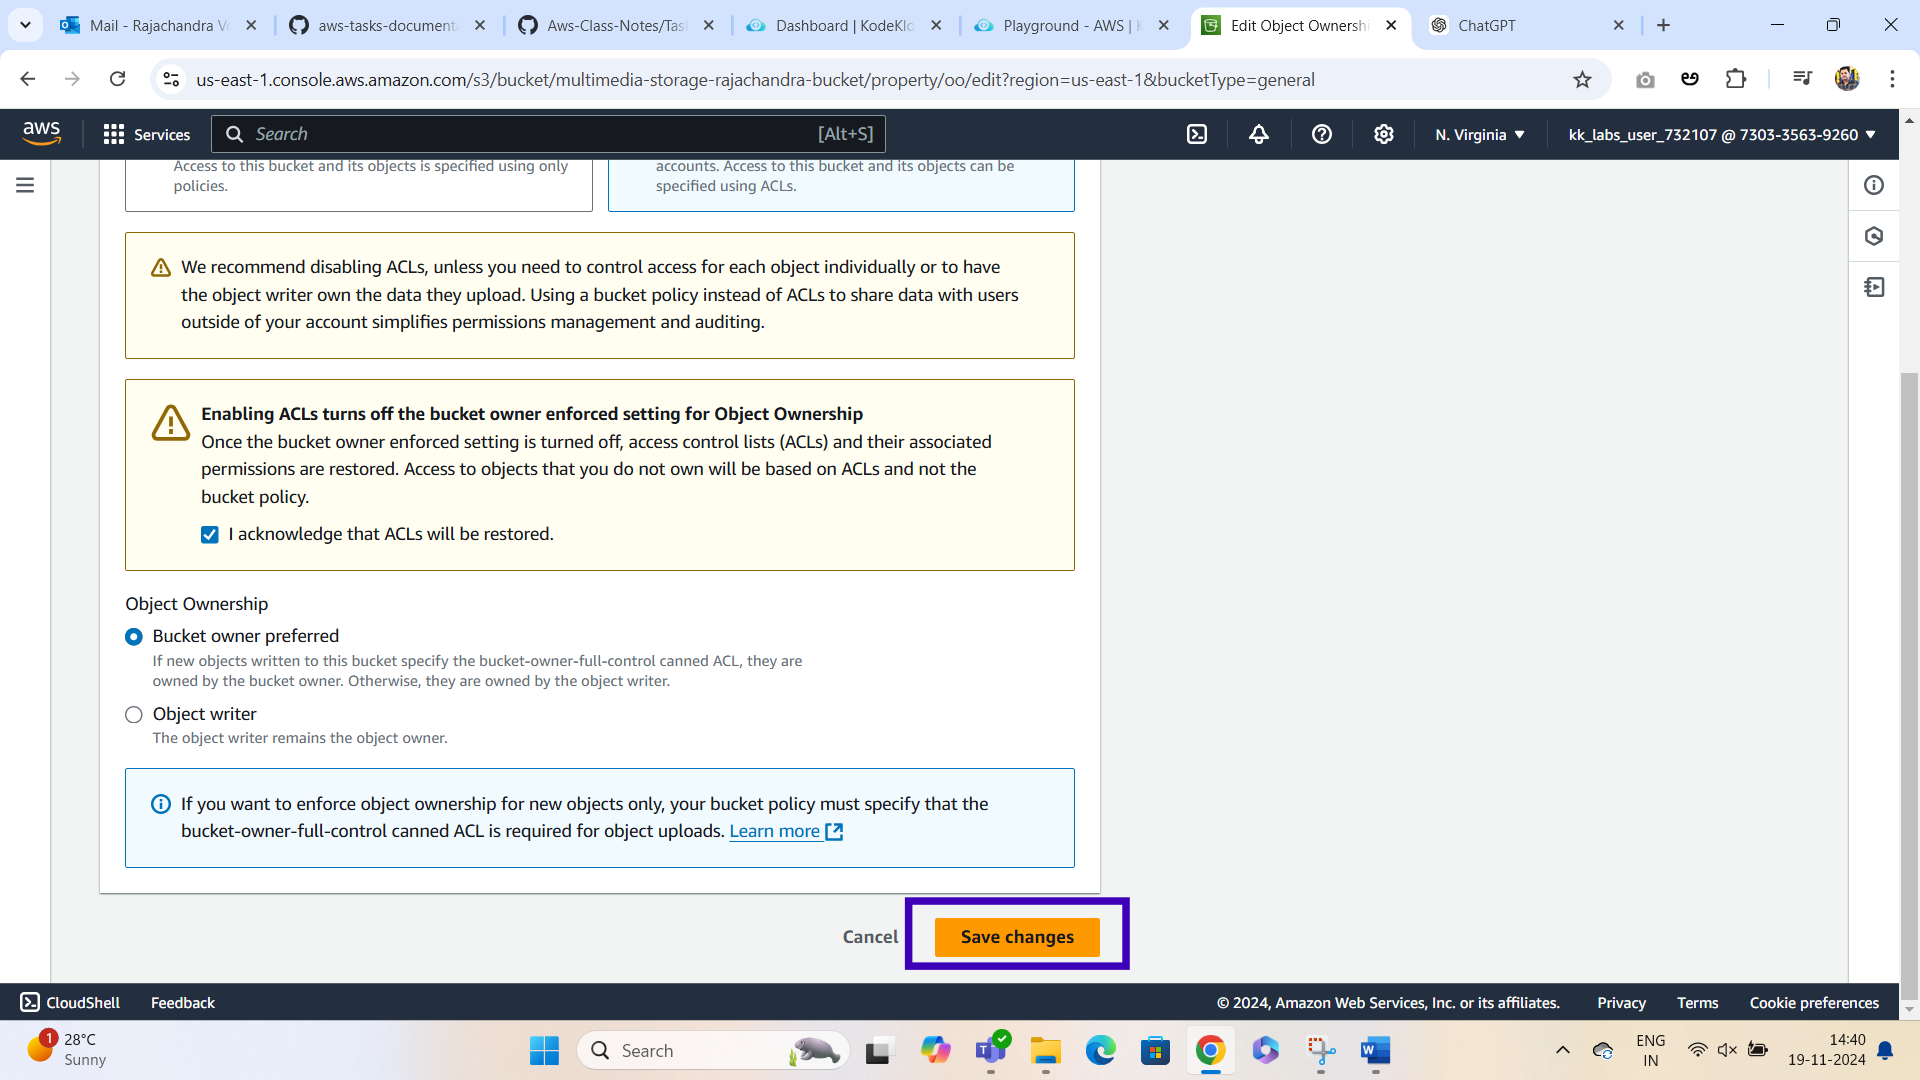 Mail - Rajachandra Vo
aws-tasks-documenta
Aws-Class-Notes/Task
Dashboard | KodeKlo
Playground - AWS | K
Edit Object Ownershi
ChatGPT
us-east-1.console.aws.amazon.com/s3/bucket/multimedia-storage-rajachandra-bucket/property/oo/edit?region=us-east-1&bucketType=general
aws
Services
Search
[Alt+S]
N. Virginia
kk_labs_user_732107 @ 7303-3563-9260
Access to this bucket and its objects is specified using only
policies.
accounts. Access to this bucket and its objects can be
specified using ACLs.
We recommend disabling ACLs, unless you need to control access for each object individually or to have
the object writer own the data they upload. Using a bucket policy instead of ACLs to share data with users
outside of your account simplifies permissions management and auditing.
Enabling ACLs turns off the bucket owner enforced setting for Object Ownership
Once the bucket owner enforced setting is turned off, access control lists (ACLs) and their associated
permissions are restored. Access to objects that you do not own will be based on ACLs and not the
bucket policy.
I acknowledge that ACLs will be restored.
Object Ownership
Bucket owner preferred
If new objects written to this bucket specify the bucket-owner-full-control canned ACL, they are
owned by the bucket owner. Otherwise, they are owned by the object writer.
Object writer
The object writer remains the object owner.
If you want to enforce object ownership for new objects only, your bucket policy must specify that the
bucket-owner-full-control canned ACL is required for object uploads. Learn more
Cancel
Save changes
CloudShell
Feedback
© 2024, Amazon Web Services, Inc. or its affiliates.
Privacy
Terms
Cookie preferences
1
28°C
Sunny
Search
ENG
IN
14:40
19-11-2024